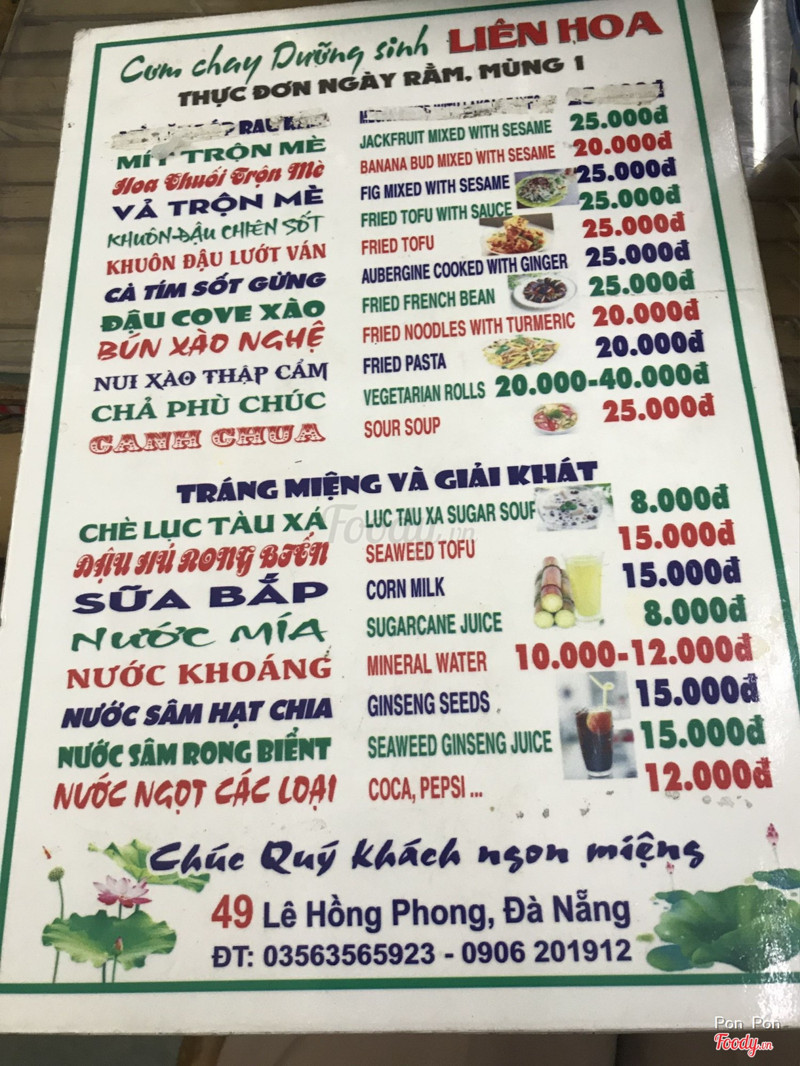 Cơm chay Dưỡng sinh LIÊN HOA
THỰC ĐƠN NGÀY RẰM, MÙNG 1
RAU
MÍT TRỘN MÈ JACKFRUIT MIXED WITH SESAME 25.000đ
Hoa Chuối Trộn Mè BANANA BUD MIXED WITH SESAME 20.000đ
VẢ TRỘN MÈ FIG MIXED WITH SESAME 25.000đ
KHUÔN ĐẬU CHIÊN SỐT FRIED TOFU WITH SAUCE 25.000đ
KHUÔN ĐẬU LƯỚT VÁN FRIED TOFU 25.000đ
CÀ TÍM SỐT GỪNG AUBERGINE COOKED WITH GINGER 25.000đ
ĐẬU COVE XÀO FRIED FRENCH BEAN 25.000đ
BÚN XÀO NGHỆ FRIED NOODLES WITH TURMERIC 20.000đ
NUI XÀO THẬP CẨM FRIED PASTA 20.000đ
CHẢ PHÙ CHÚC VEGETARIAN ROLLS 20.000-40.000đ
CANH CHUA SOUR SOUP 25.000đ
TRÁNG MIỆNG VÀ GIẢI KHÁT
CHÈ LỤC TÀU XÁ LUC TAU XA SUGAR SOUP 8.000đ
ĐẬU HỦ RONG BIỂN SEAWEED TOFU 15.000đ
SỮA BẮP CORN MILK 15.000đ
NƯỚC MÍA SUGARCANE JUICE 8.000đ
NƯỚC KHOÁNG MINERAL WATER 10.000-12.000đ
NƯỚC SÂM HẠT CHIA GINSENG SEEDS 15.000đ
NƯỚC SÂM RONG BIỂNT SEAWEED GINSENG JUICE 15.000đ
NƯỚC NGỌT CÁC LOẠI COCA, PEPSI ... 12.000đ
Chúc Quý khách ngon miệng
49 Lê Hồng Phong, Đà Nẵng
ĐT: 03563565923 - 0906 201912
Foody.vn
Pon Pon
Foody.vn